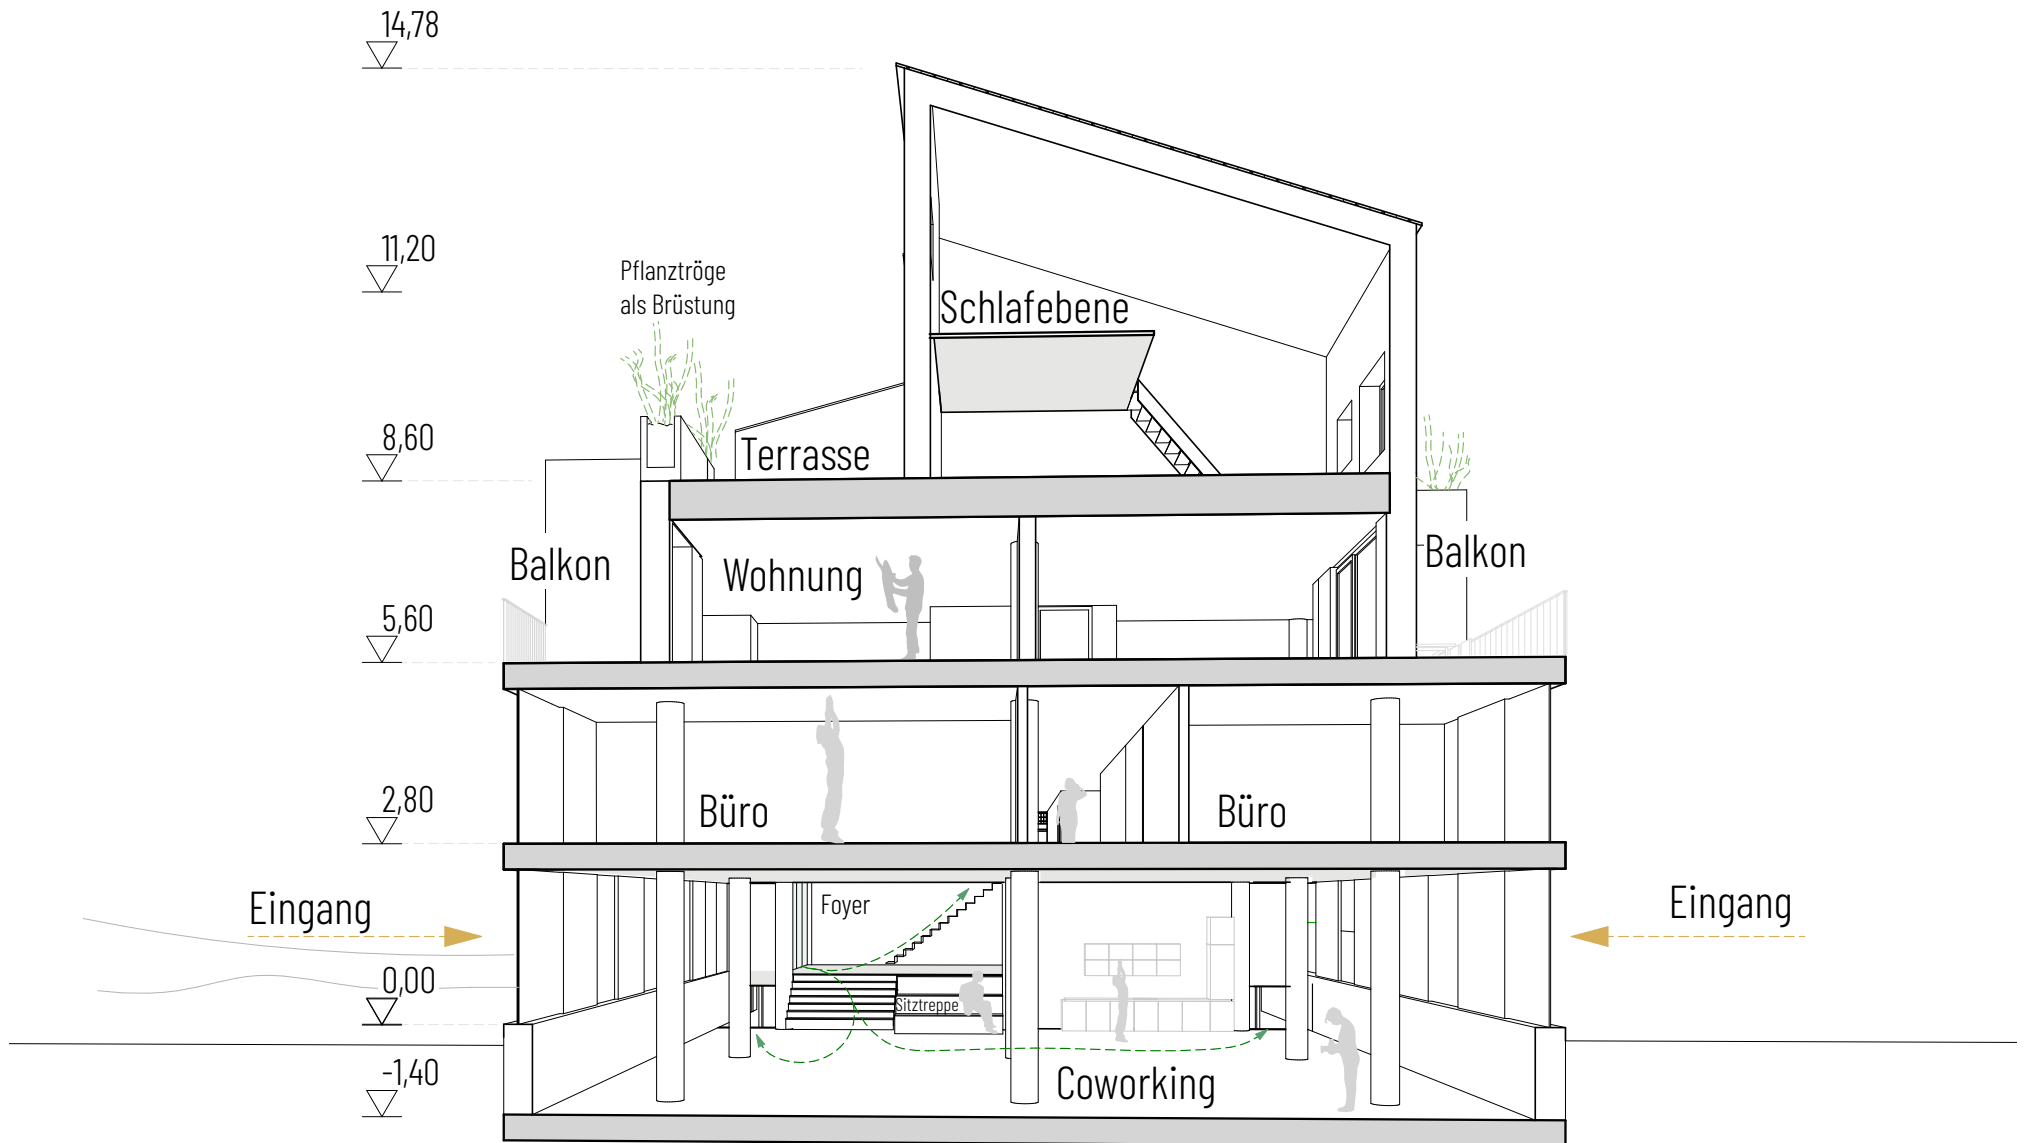 14,78
11,20
Pflanztröge
als Brüstung
Schlafebene
8,60
Terrasse
Balkon
Wohnung
Balkon
5,60
2,80
Büro
Büro
Eingang
Foyer
Eingang
0,00
Sitztreppe
-1,40
Coworking